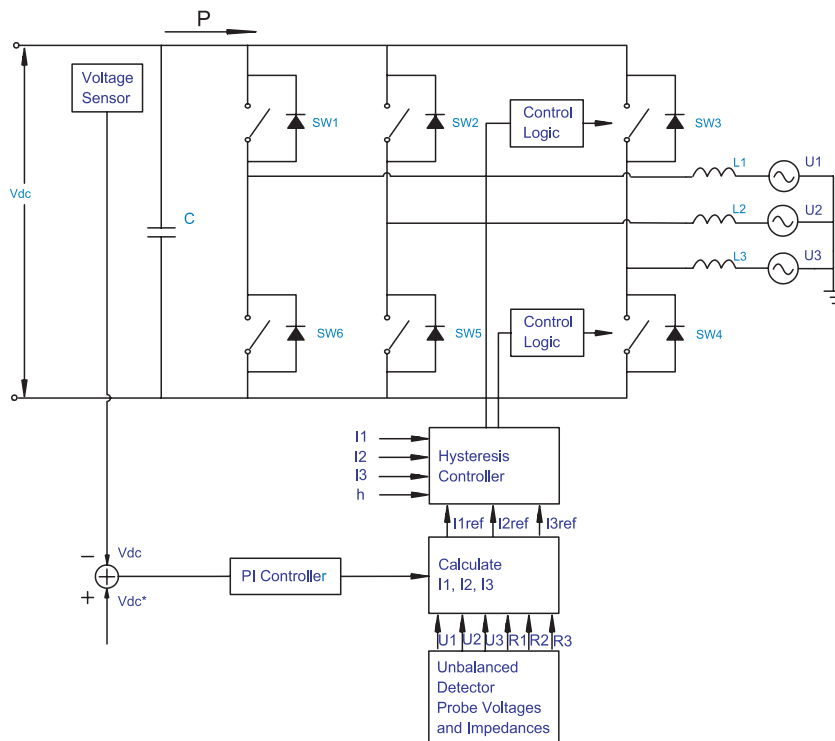 P
Voltage
Sensor
SW1
SW2
Control
Logic
SW3
L1
U1
Vdc
C
L2
U2
L3
U3
SW6
SW5
Control
Logic
SW4
I1
I2
I3
h
Hysteresis
Controller
I1ref
I2ref
I3ref
−
Vdc
+
Vdc*
PI Controller
Calculate
I1, I2, I3
U1
U2
U3
R1
R2
R3
Unbalanced
Detector
Probe Voltages
and Impedances